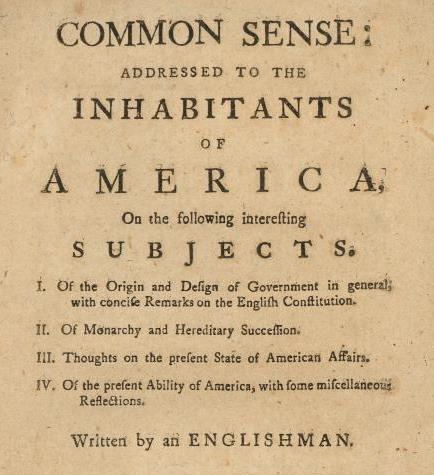 COMMON SENSE:
ADDRESSED TO THE
INHABITANTS
OF
AMERICA,
On the following intereſting
SUBJECTS.
I. Of the Origin and Deſign of Government in general;
with conciſe Remarks on the Engliſh Conſtitution.
II. Of Monarchy and Hereditary Succeſſion.
III. Thoughts on the preſent State of American Affairs.
IV. Of the preſent Ability of America, with ſome miſcellaneous
Reflections.
Written by an ENGLISHMAN.